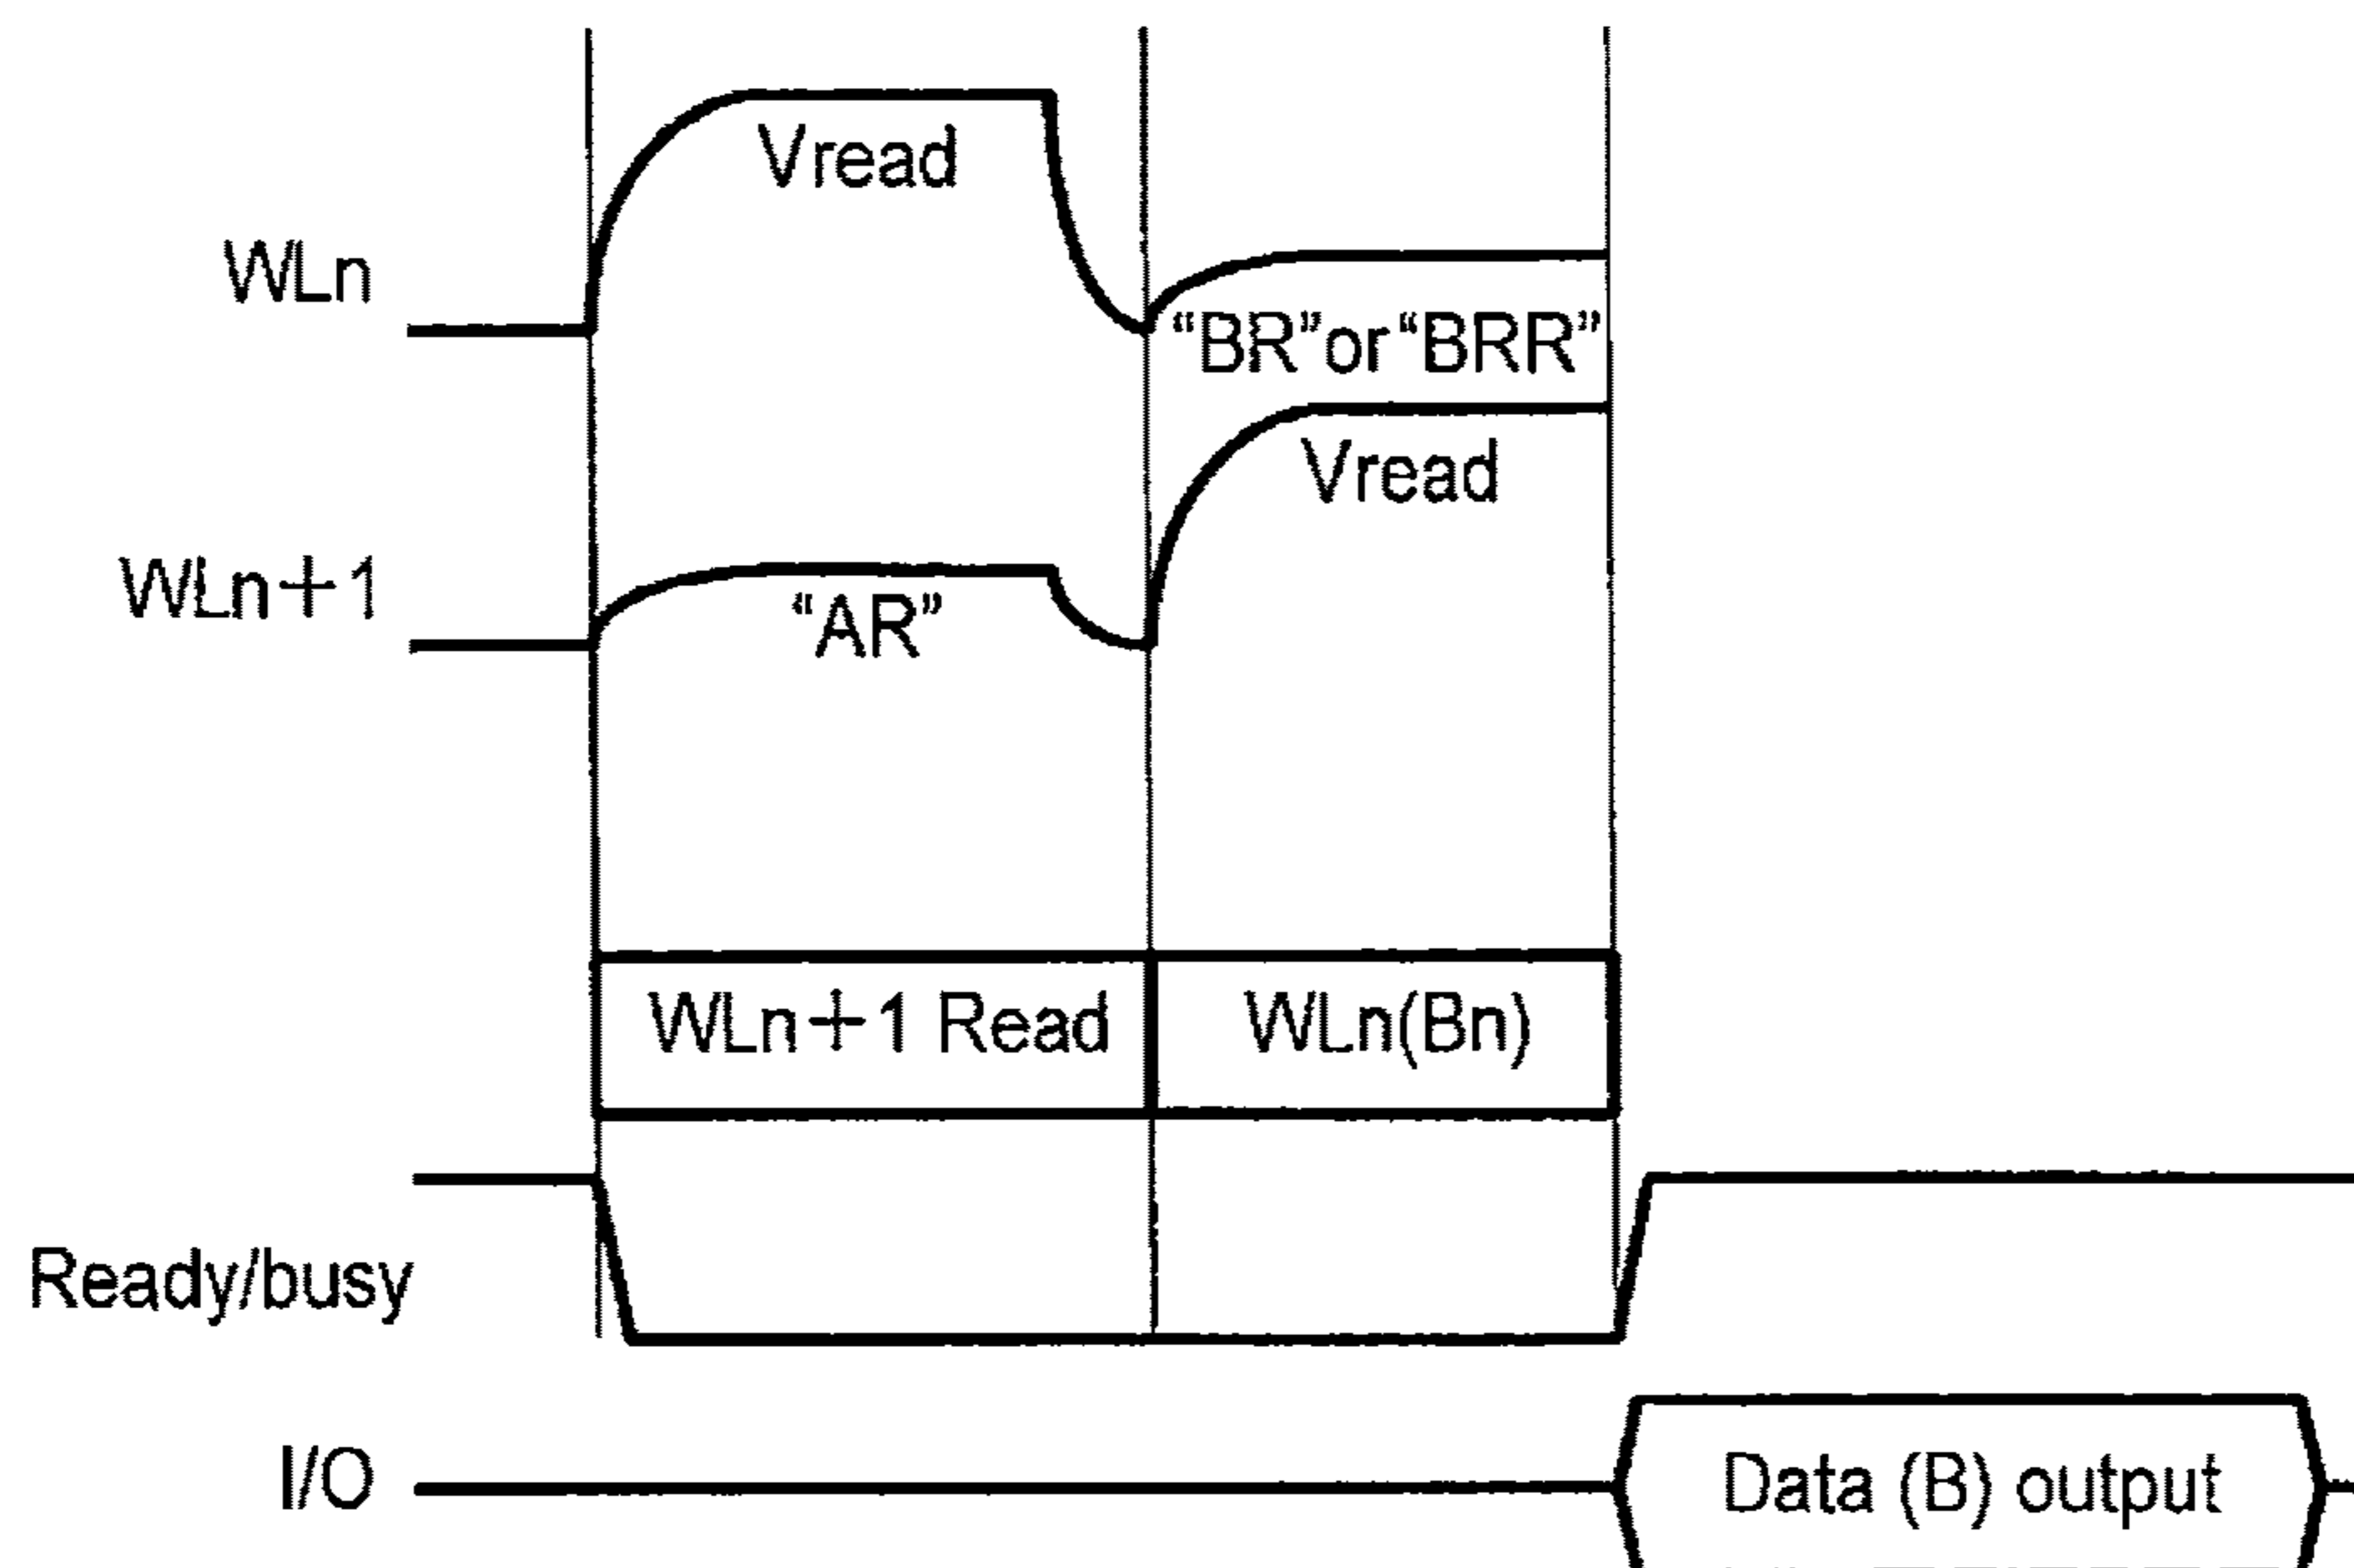 Vread
WLn
“BR”or“BRR”
Vread
WLn+1
“AR”
WLn+1 Read
WLn(Bn)
Ready/busy
I/O
Data (B) output